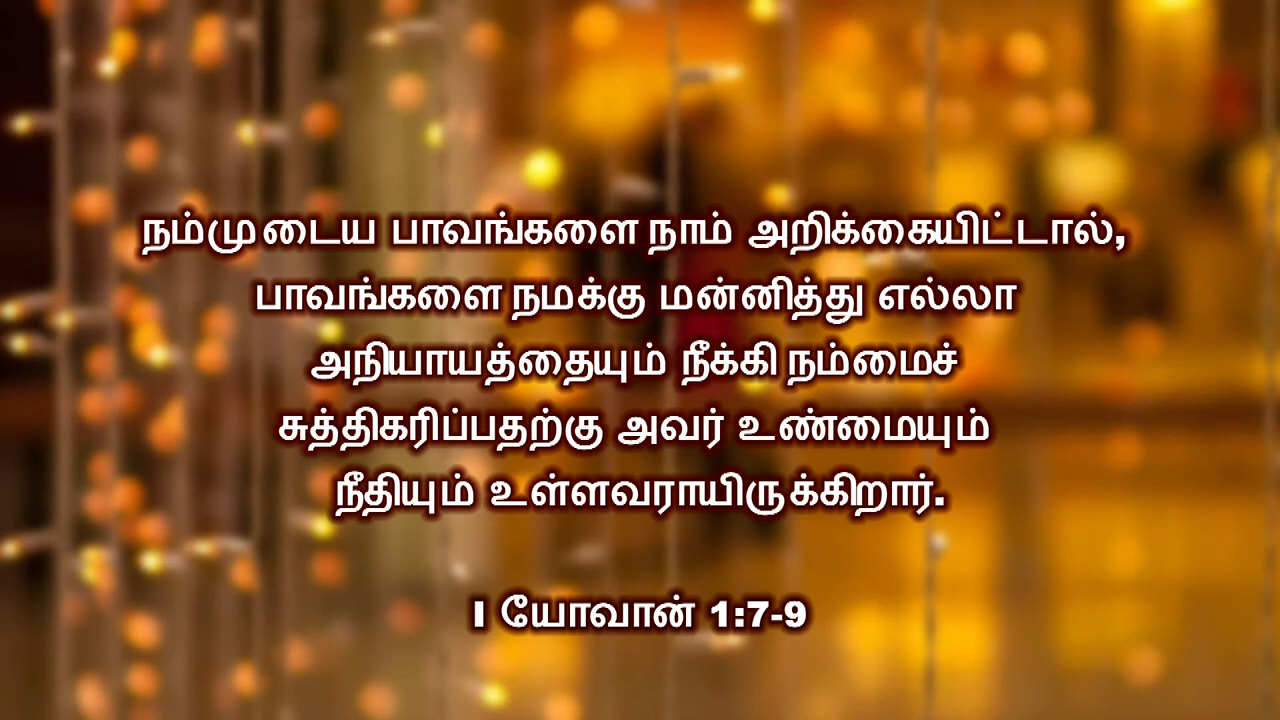 நம்முடைய பாவங்களை நாம் அறிக்கையிட்டால்,
பாவங்களை நமக்கு மன்னித்து எல்லா
அநியாயத்தையும் நீக்கி நம்மைச்
சுத்திகரிப்பதற்கு அவர் உண்மையும்
நீதியும் உள்ளவராயிருக்கிறார்.
I யோவான் 1:7-9